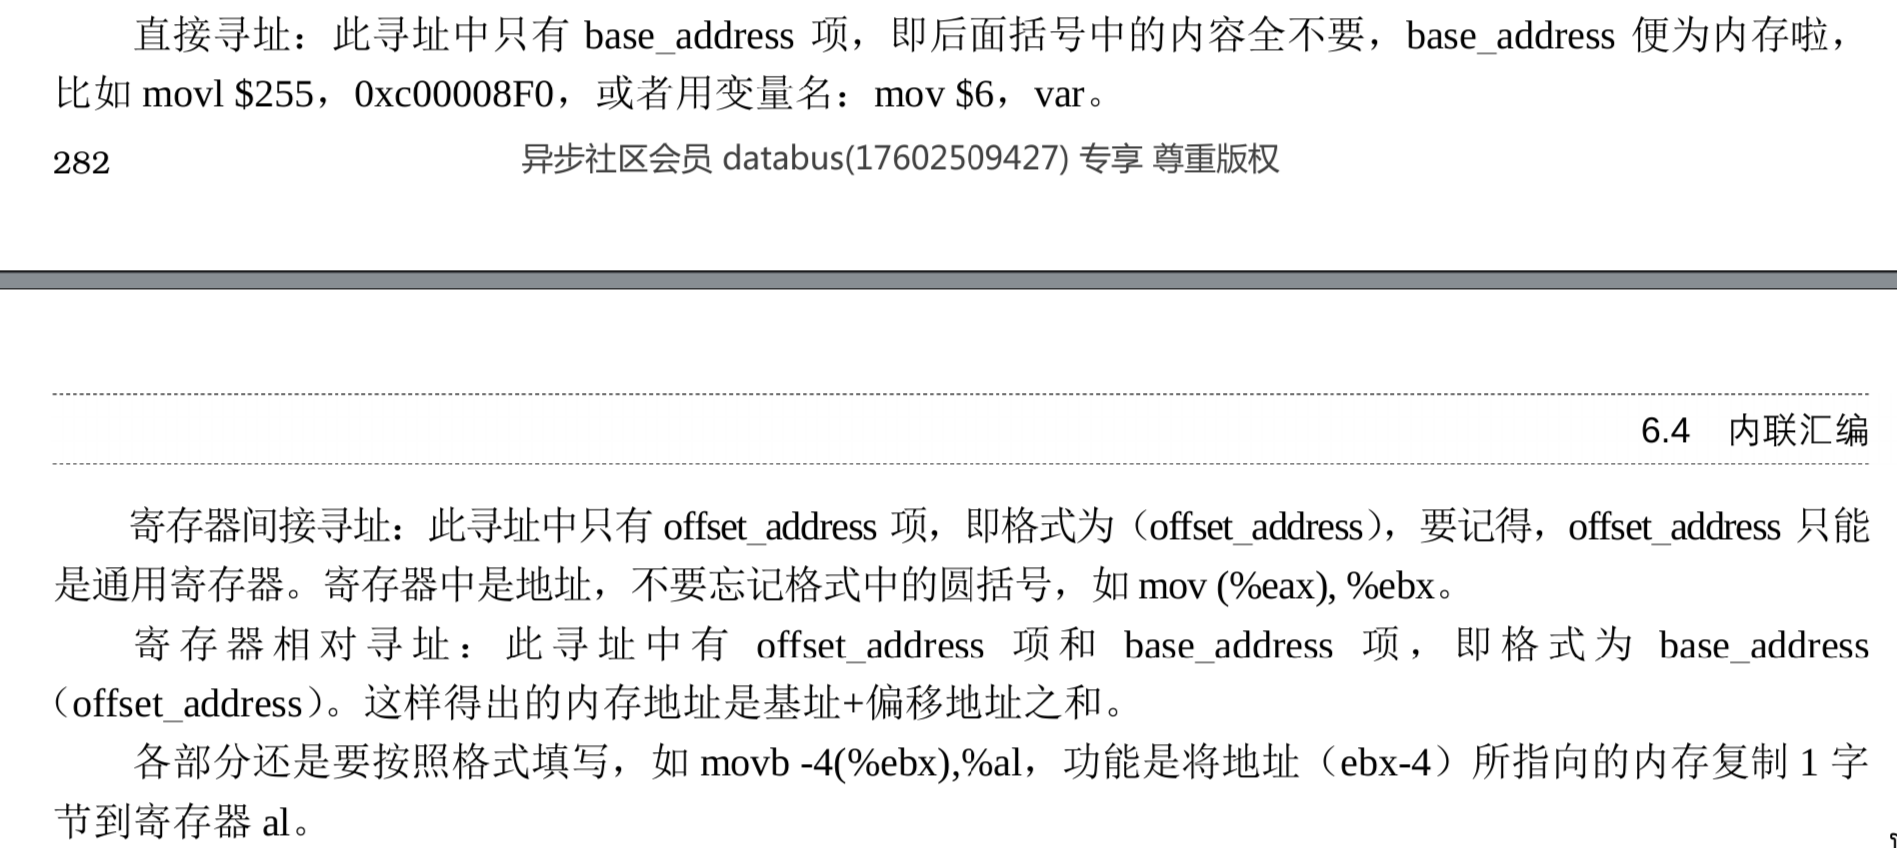 直接寻址：此寻址中只有 base_address 项，即后面括号中的内容全不要，base_address 便为内存啦，
比如 movl $255，0xc00008F0，或者用变量名：mov $6，var。
282
异步社区会员 databus(17602509427) 专享 尊重版权
6.4 内联汇编
寄存器间接寻址：此寻址中只有 offset_address 项，即格式为（offset_address），要记得，offset_address 只能
是通用寄存器。寄存器中是地址，不要忘记格式中的圆括号，如 mov (%eax), %ebx。
寄存器相对寻址：此寻址中有 offset_address 项和 base_address 项，即格式为 base_address
（offset_address）。这样得出的内存地址是基址+偏移地址之和。
各部分还是要按照格式填写，如 movb -4(%ebx),%al，功能是将地址（ebx-4）所指向的内存复制 1 字
节到寄存器 al。